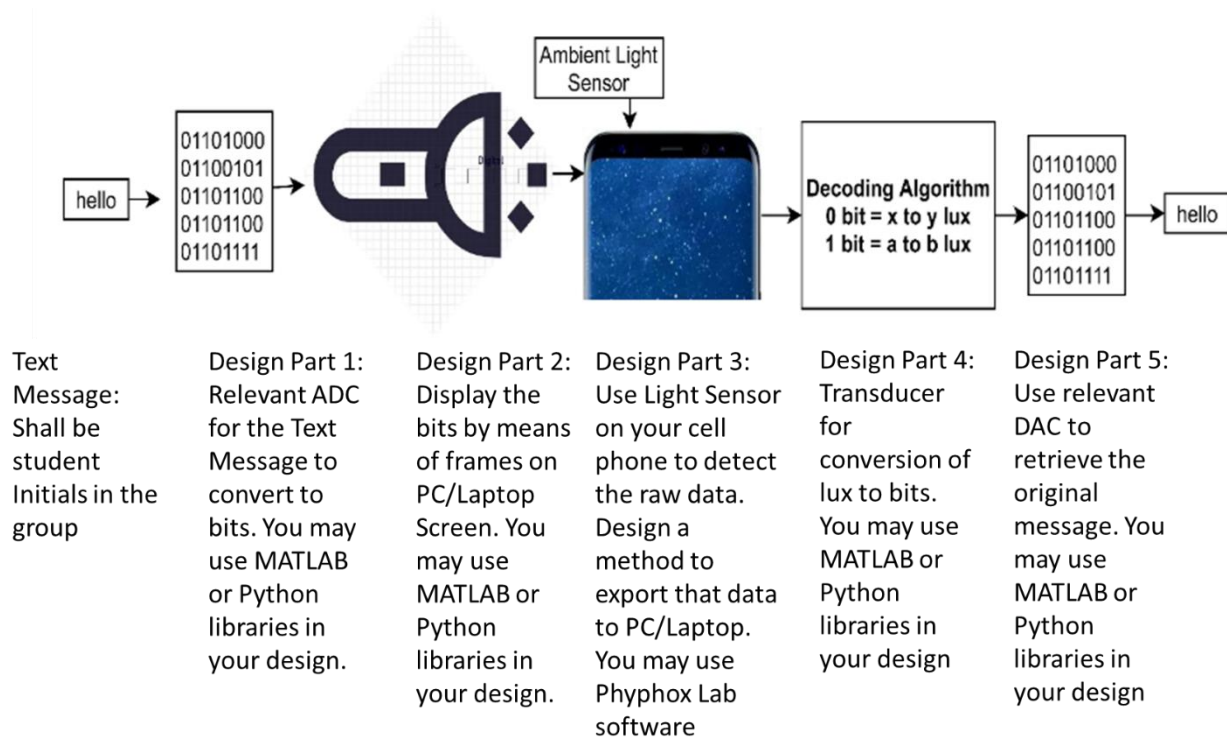 hello
01101000
01100101
01101100
01101100
01101111
Digital
Ambient Light
Sensor
Decoding Algorithm
0 bit = x to y lux
1 bit = a to b lux
01101000
01100101
01101100
01101100
01101111
hello
Text
Message:
Shall be
student
Initials in the
group
Design Part 1:
Relevant ADC
for the Text
Message to
convert to
bits. You may
use MATLAB
or Python
libraries in
your design.
Design Part 2:
Display the
bits by means
of frames on
PC/Laptop
Screen. You
may use
MATLAB or
Python
libraries in
your design.
Design Part 3:
Use Light Sensor
on your cell
phone to detect
the raw data.
Design a
method to
export that data
to PC/Laptop.
You may use
Phyphox Lab
software
Design Part 4:
Transducer
for
conversion of
lux to bits.
You may use
MATLAB or
Python
libraries in
your design
Design Part 5:
Use relevant
DAC to
retrieve the
original
message. You
may use
MATLAB or
Python
libraries in
your design